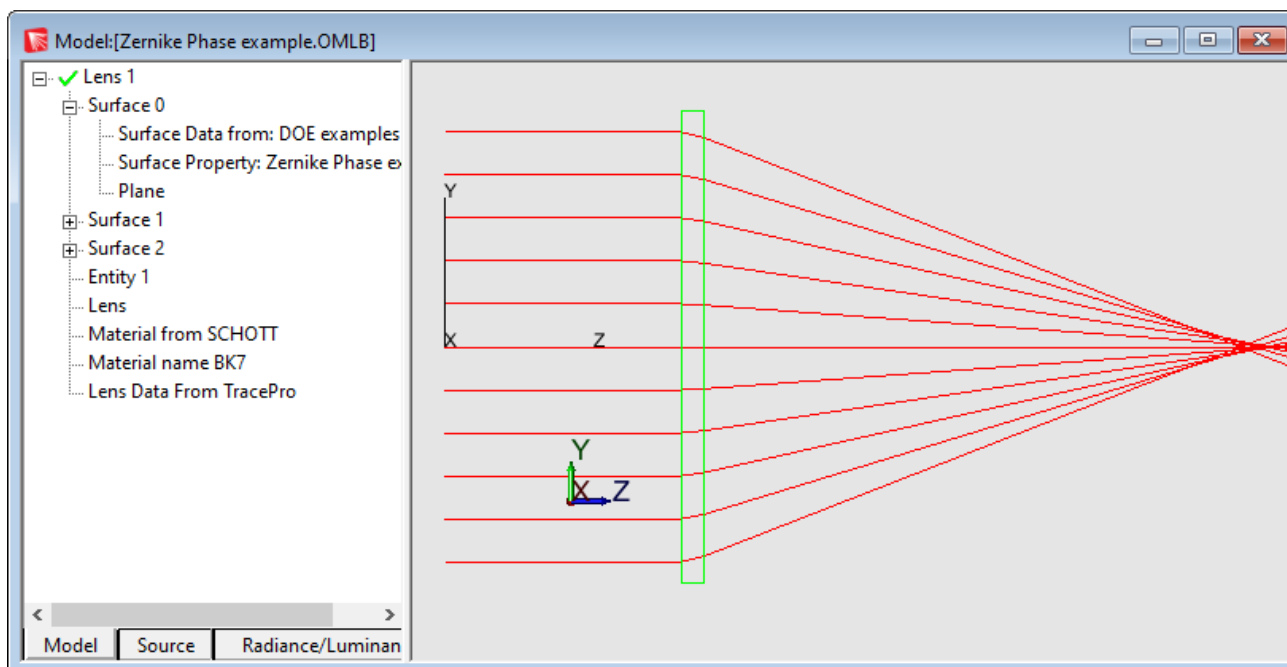 Model:[Zernike Phase example.OMLB]
Lens 1
Surface 0
Surface Data from: DOE examples
Surface Property: Zernike Phase ex
Plane
Surface 1
Surface 2
Entity 1
Lens
Material from SCHOTT
Material name BK7
Lens Data From TracePro
Model Source Radiance/Luminan
Y
X Z
Y
X Z